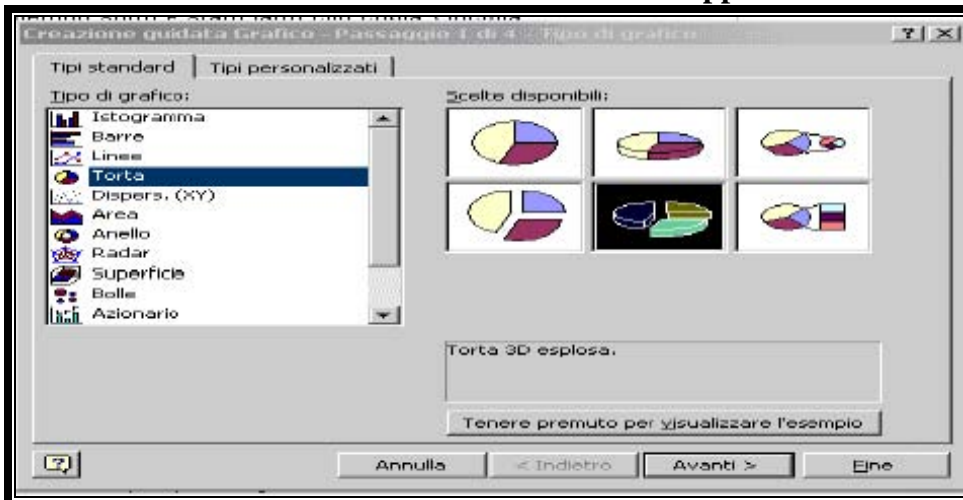 Creazione guidata Grafico - Passaggio 1 di 4 - Tipo di grafico
Tipi standard
Tipi personalizzati
Tipo di grafico:
Istogramma
Barre
Linee
Torta
Dispers. (XY)
Area
Anello
Radar
Superficie
Bolle
Azionario
Scelte disponibili:
Torta 3D esplosa.
Tenere premuto per visualizzare l'esempio
Annulla
< Indietro
Avanti >
Fine